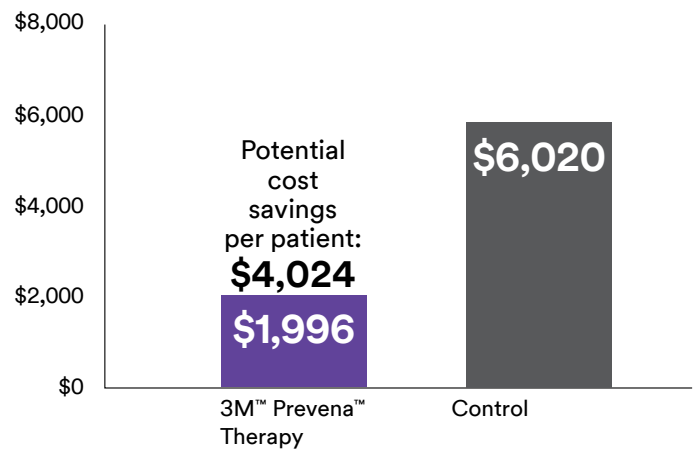 $8,000
$6,000
$4,000
$2,000
$0
Potential
cost
savings
per patient:
$4,024
$1,996
$6,020
3M™ Prevena™
Therapy
Control